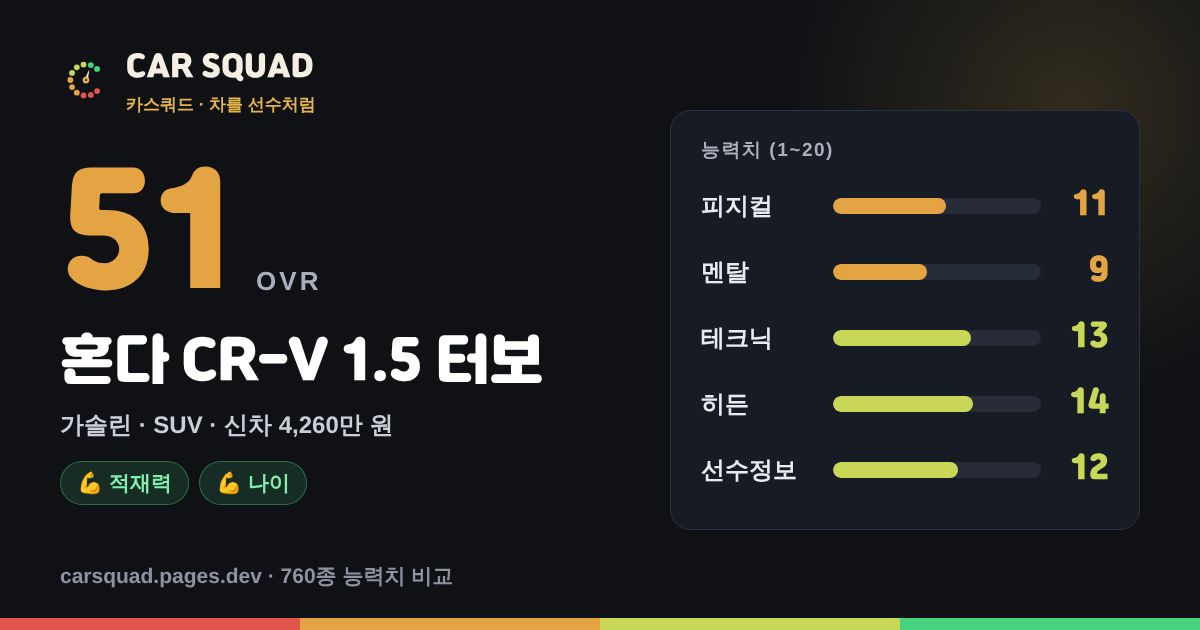 CAR SQUAD
카스쿼드 · 차를 선수처럼
51 OVR
혼다 CR-V 1.5 터보
가솔린 · SUV · 신차 4,260만 원
💪 적재력 💪 나이
carsquad.pages.dev · 760종 능력치 비교
능력치 (1~20)
피지컬 11
멘탈 9
테크닉 13
히든 14
선수정보 12